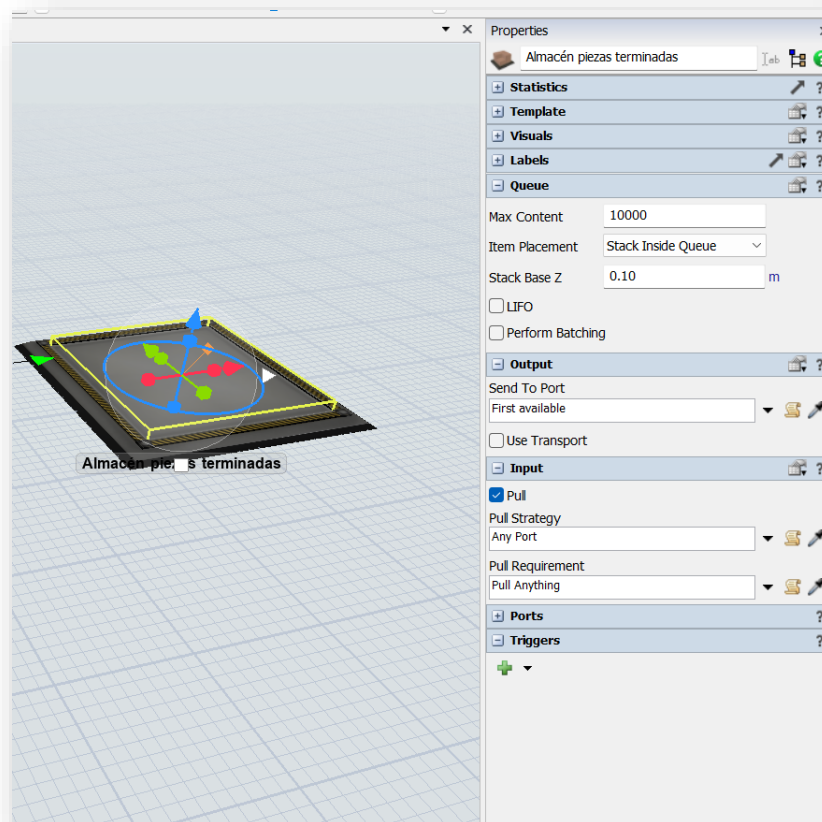 Properties
Almacén piezas terminadas
Statistics
Template
Visuals
Labels
Queue
Max Content 10000
Item Placement Stack Inside Queue
Stack Base Z 0.10 m
LIFO
Perform Batching
Output
Send To Port
First available
Use Transport
Input
Pull
Pull Strategy
Any Port
Pull Requirement
Pull Anything
Ports
Triggers
Almacén terminadas